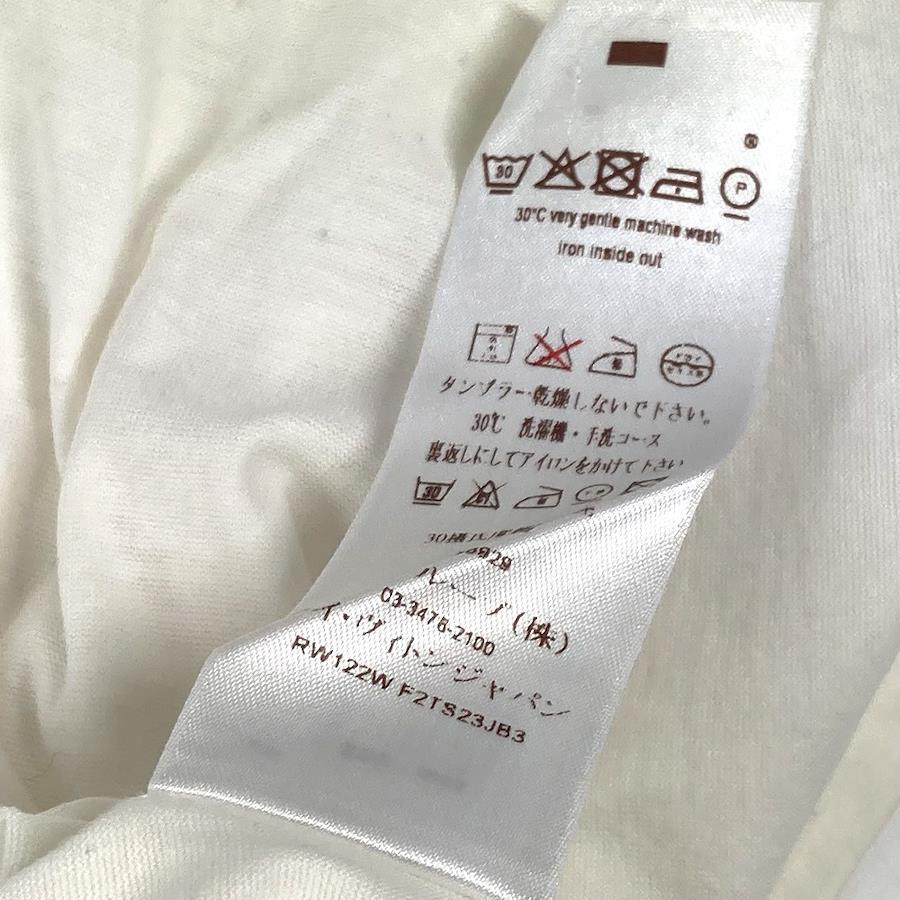 30 P
30°C very gentle machine wash
iron inside out
タンブラー乾燥しないで下さい。
30℃ 洗濯機・手洗コース
裏返しにしてアイロンをかけて下さい
30
(株)
03-3478-2100
ヴィトンジャパン
RW122W F2TS23JB3